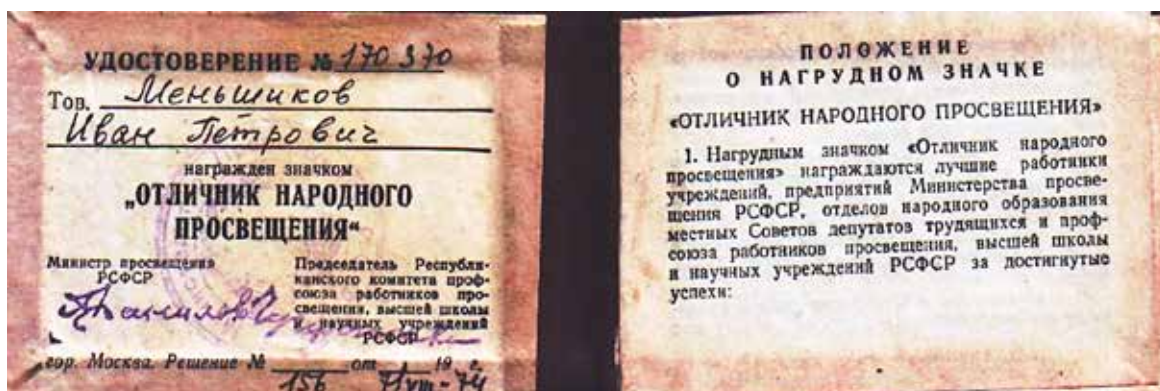 УДОСТОВЕРЕНИЕ № 170370
Тов. Меньшиков
Иван Петрович
награжден значком
„ОТЛИЧНИК НАРОДНОГО
ПРОСВЕЩЕНИЯ“
Министр просвещения
РСФСР
Председатель Республи-
канского комитета проф-
союза работников про-
свещения, высшей школы
и научных учреждений
РСФСР
гор. Москва. Решение № 156 от 19 г.
ПОЛОЖЕНИЕ
О НАГРУДНОМ ЗНАЧКЕ
«ОТЛИЧНИК НАРОДНОГО ПРОСВЕЩЕНИЯ»
1. Нагрудным значком «Отличник народного
просвещения» награждаются лучшие работники
учреждений, предприятий Министерства просве-
щения РСФСР, отделов народного образования
местных Советов депутатов трудящихся и проф-
союза работников просвещения, высшей школы
и научных учреждений РСФСР за достигнутые
успехи: